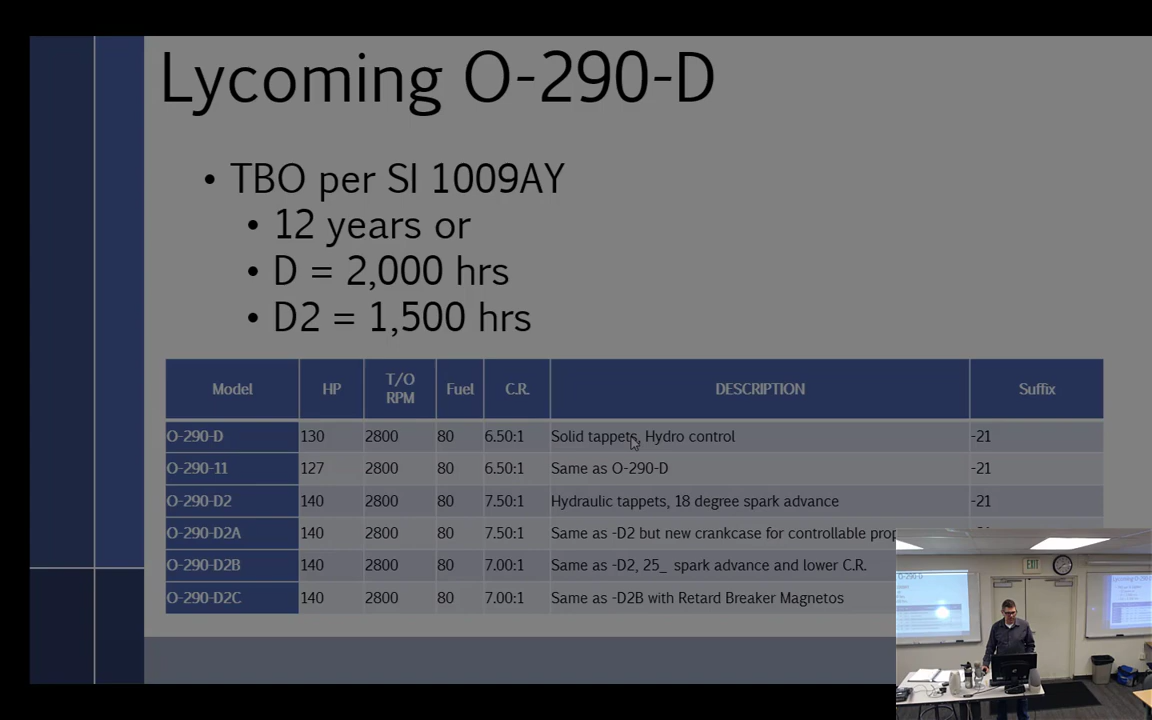 Lycoming O-290-D
• TBO per SI 1009AY
• 12 years or
• D = 2,000 hrs
• D2 = 1,500 hrs
Model HP T/O RPM Fuel C.R. DESCRIPTION Suffix
O-290-D 130 2800 80 6.50:1 Solid tappets, Hydro control -21
O-290-11 127 2800 80 6.50:1 Same as O-290-D -21
O-290-D2 140 2800 80 7.50:1 Hydraulic tappets, 18 degree spark advance -21
O-290-D2A 140 2800 80 7.50:1 Same as -D2 but new crankcase for controllable prop
O-290-D2B 140 2800 80 7.00:1 Same as -D2, 25_ spark advance and lower C.R.
O-290-D2C 140 2800 80 7.00:1 Same as -D2B with Retard Breaker Magnetos
EXIT
Lycoming O-290-D